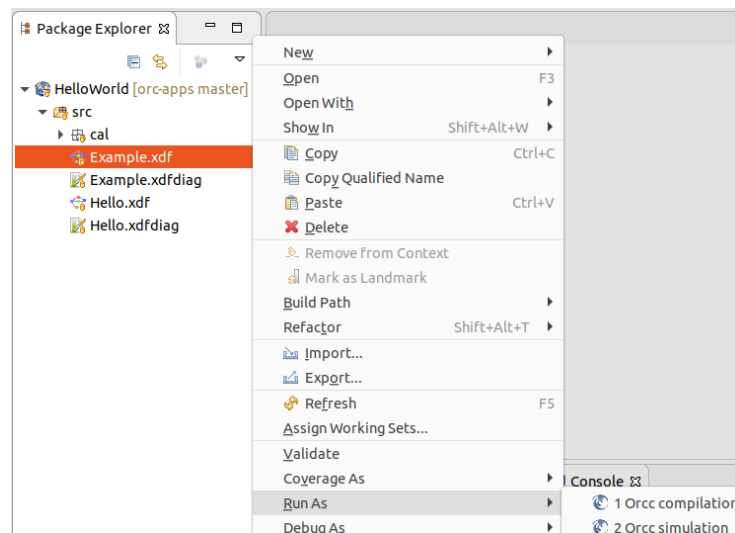 Package Explorer
HelloWorld [orc-apps master]
src
cal
Example.xdf
Example.xdfdiag
Hello.xdf
Hello.xdfdiag
New
Open F3
Open With
Show In Shift+Alt+W
Copy Ctrl+C
Copy Qualified Name
Paste Ctrl+V
Delete
Remove from Context
Mark as Landmark
Build Path
Refactor Shift+Alt+T
Import...
Export...
Refresh F5
Assign Working Sets...
Validate
Coverage As
Run As
Debug As
Console
1 Orcc compilation
2 Orcc simulation